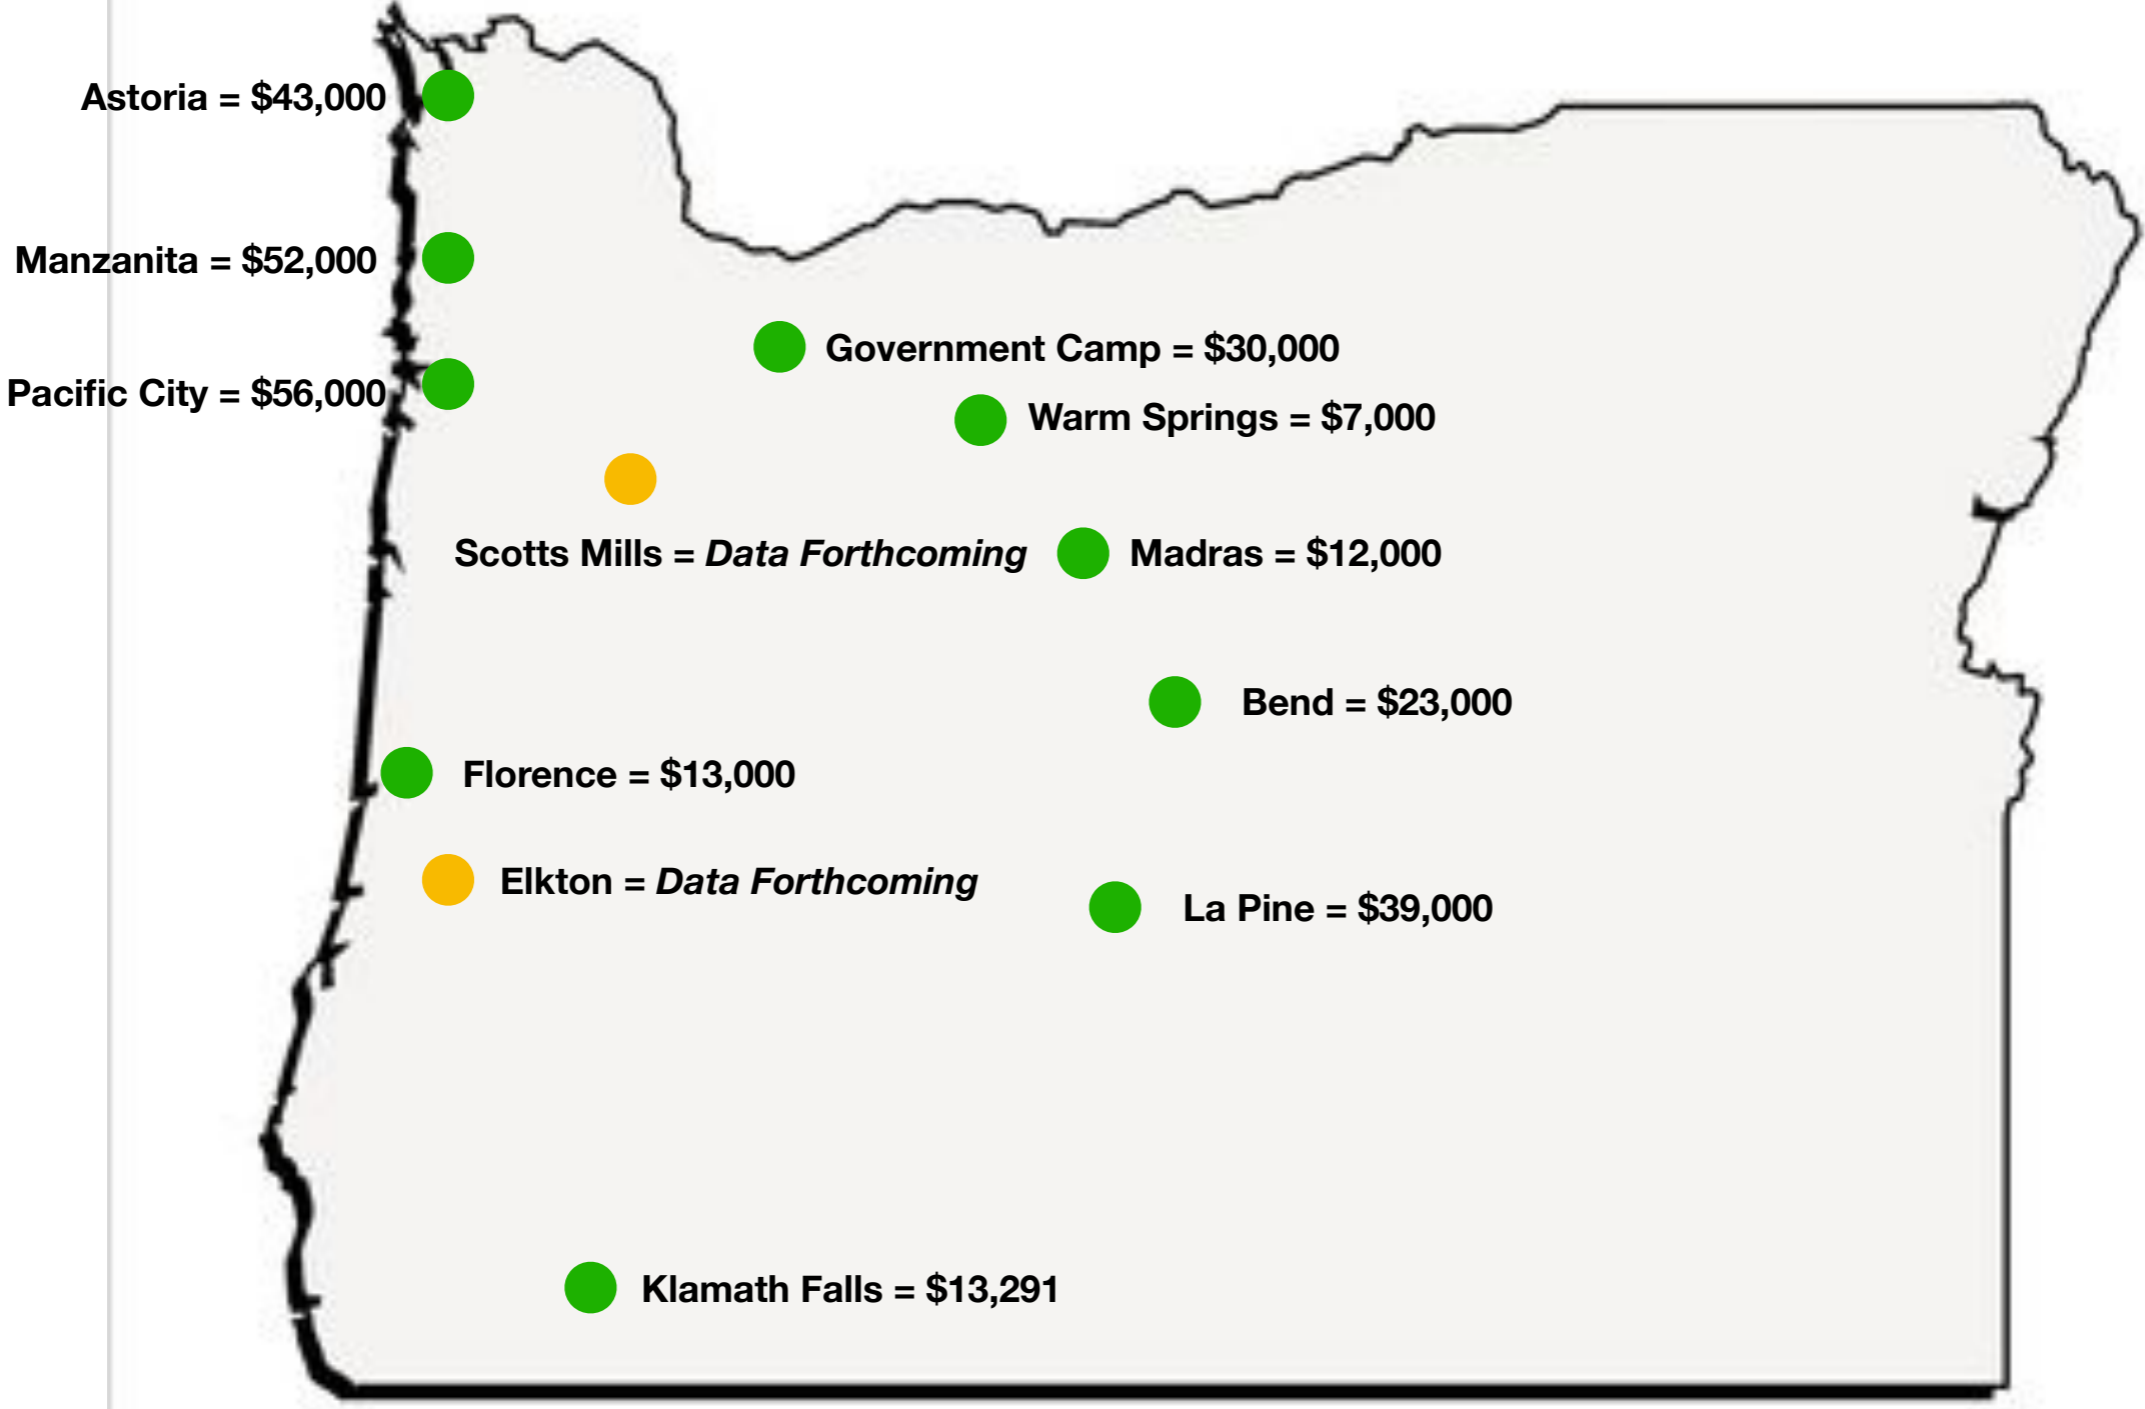 Astoria = $43,000
Manzanita = $52,000
Government Camp = $30,000
Pacific City = $56,000
Warm Springs = $7,000
Scotts Mills = Data Forthcoming
Madras = $12,000
Bend = $23,000
Florence = $13,000
Elkton = Data Forthcoming
La Pine = $39,000
Klamath Falls = $13,291